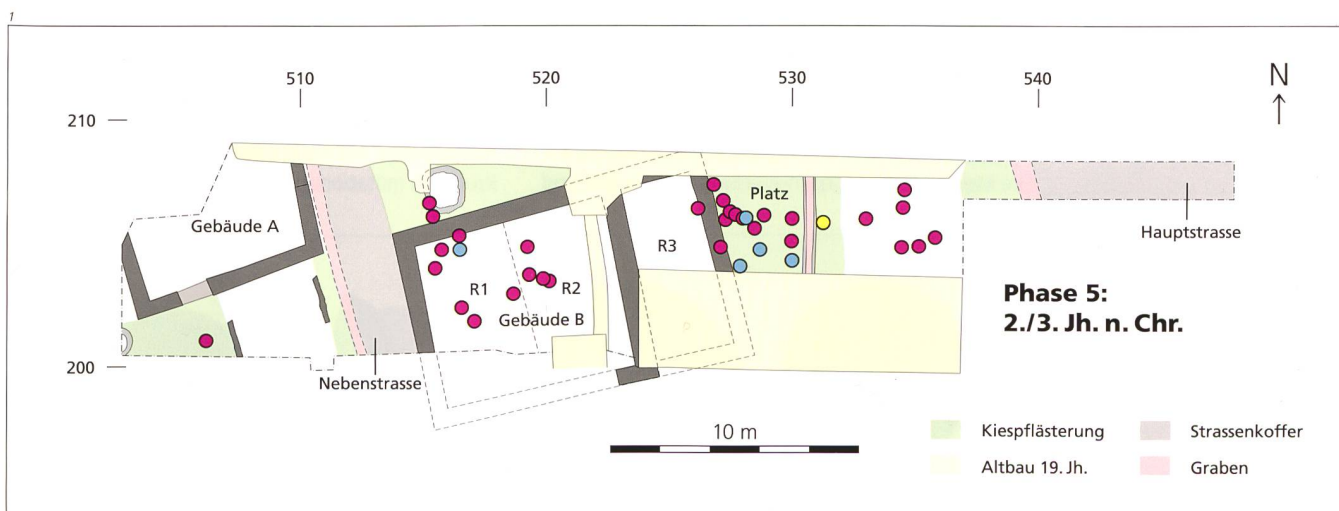 1
510 520 530 540 N
210
Platz
Gebäude A
R3
Hauptstrasse
R1 R2
Gebäude B
Phase 5:
2./3. Jh. n. Chr.
200
Nebenstrasse
10 m
Kiespflästerung Strassenkoffer
Altbau 19. Jh. Graben